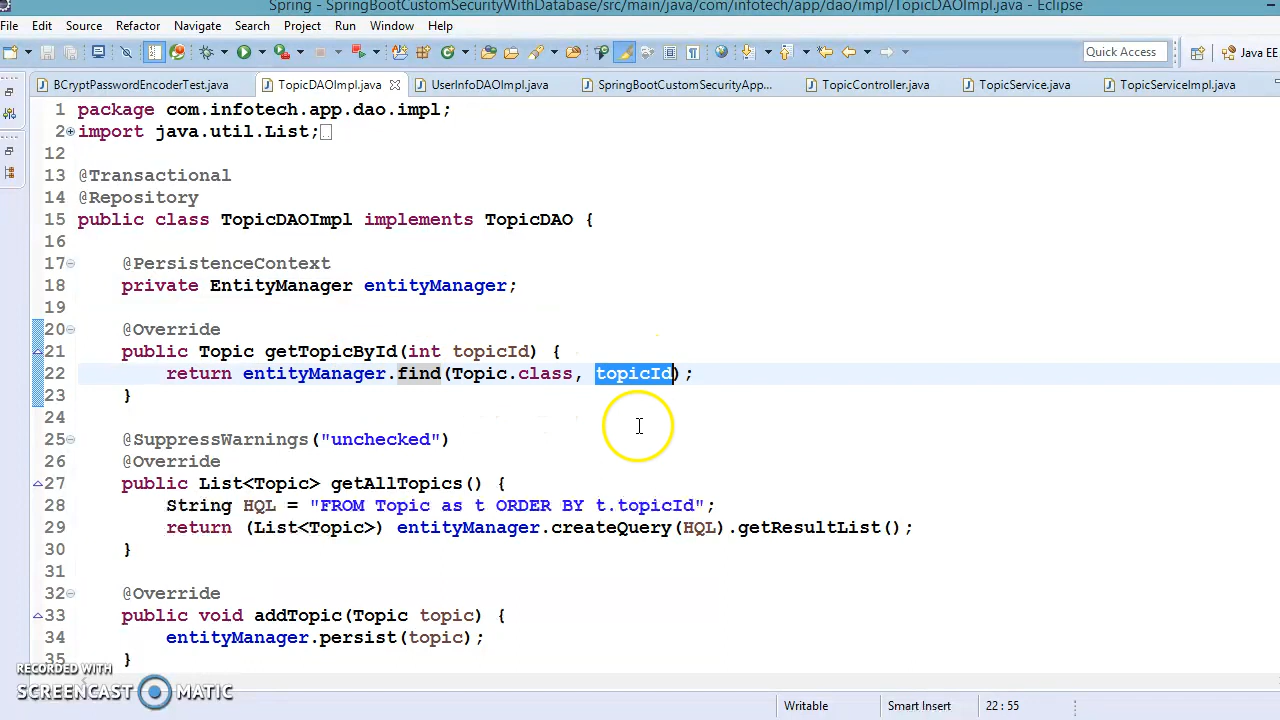 Spring - SpringBootCustomSecurityWithDatabase/src/main/java/com/infotech/app/dao/impl/TopicDAOImpl.java - Eclipse
File Edit Source Refactor Navigate Search Project Run Window Help
Quick Access
Java EE
BCryptPasswordEncoderTest.java TopicDAOImpl.java UserInfoDAOImpl.java SpringBootCustomSecurityApp... TopicController.java TopicService.java TopicServiceImpl.java
1 package com.infotech.app.dao.impl;
2 import java.util.List;
12
13 @Transactional
14 @Repository
15 public class TopicDAOImpl implements TopicDAO {
16
17 @PersistenceContext
18 private EntityManager entityManager;
19
20 @Override
21 public Topic getTopicById(int topicId) {
22 return entityManager.find(Topic.class, topicId);
23 }
24
25 @SuppressWarnings("unchecked")
26 @Override
27 public List<Topic> getAllTopics() {
28 String HQL = "FROM Topic as t ORDER BY t.topicId";
29 return (List<Topic>) entityManager.createQuery(HQL).getResultList();
30 }
31
32 @Override
33 public void addTopic(Topic topic) {
34 entityManager.persist(topic);
35 }
RECORDED WITH
SCREENCAST MATIC
Writable Smart Insert 22 : 55